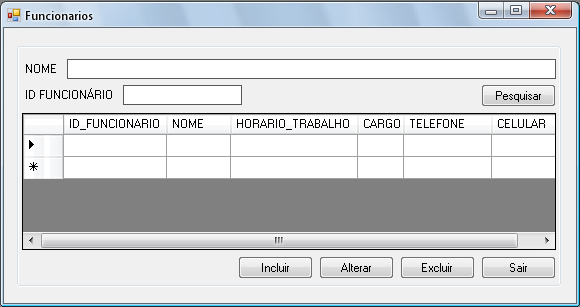 Funcionarios
NOME
ID FUNCIONÁRIO Pesquisar
ID_FUNCIONARIO NOME HORARIO_TRABALHO CARGO TELEFONE CELULAR
Incluir Alterar Excluir Sair